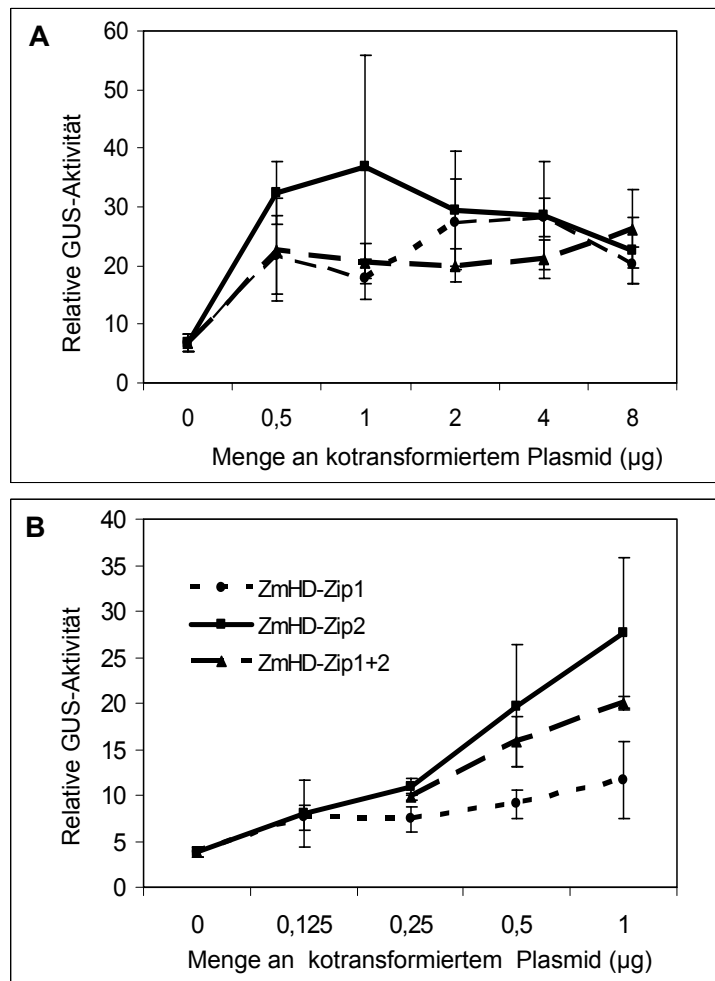 A
60
50
40
30
20
10
0
Relative GUS-Aktivität
0 0,5 1 2 4 8
Menge an kotransformiertem Plasmid (µg)
B
40
35
30
25
20
15
10
5
0
Relative GUS-Aktivität
ZmHD-Zip1
ZmHD-Zip2
ZmHD-Zip1+2
0 0,125 0,25 0,5 1
Menge an kotransformiertem Plasmid (µg)